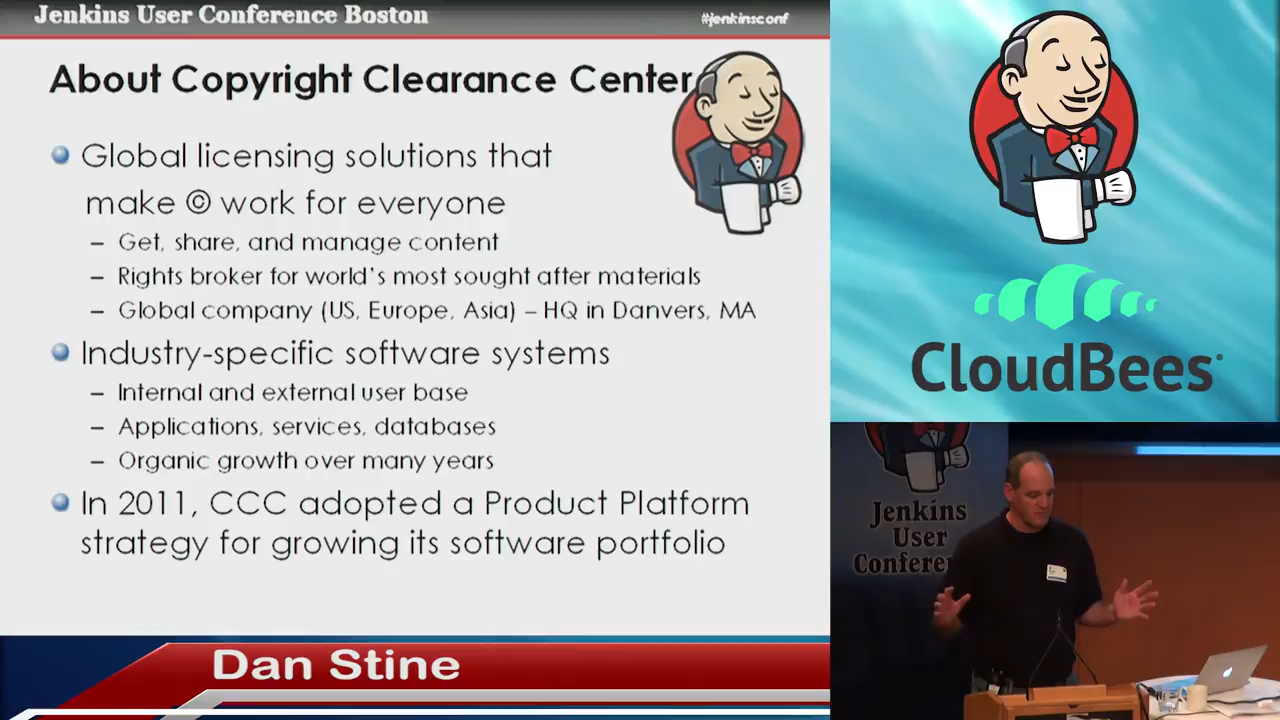 Jenkins User Conference Boston
#jenkinsconf
About Copyright Clearance Center
Global licensing solutions that
make © work for everyone
– Get, share, and manage content
– Rights broker for world's most sought after materials
– Global company (US, Europe, Asia) – HQ in Danvers, MA
Industry-specific software systems
– Internal and external user base
– Applications, services, databases
– Organic growth over many years
In 2011, CCC adopted a Product Platform
strategy for growing its software portfolio
Dan Stine
CloudBees
Jenkins
User